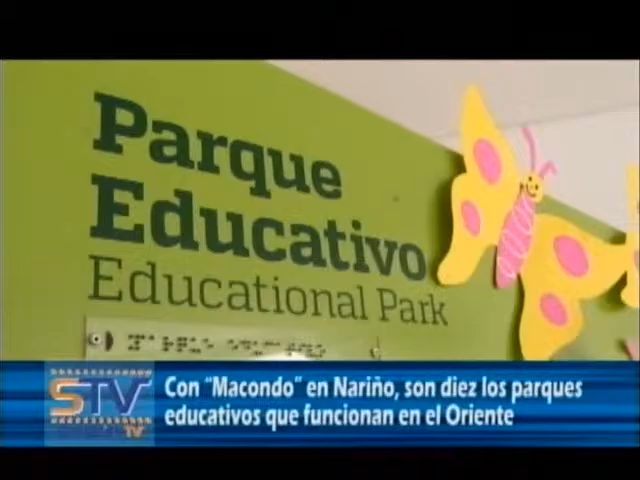 Parque
Educativo
Educational Park
STV
TV
Con “Macondo” en Nariño, son diez los parques
educativos que funcionan en el Oriente